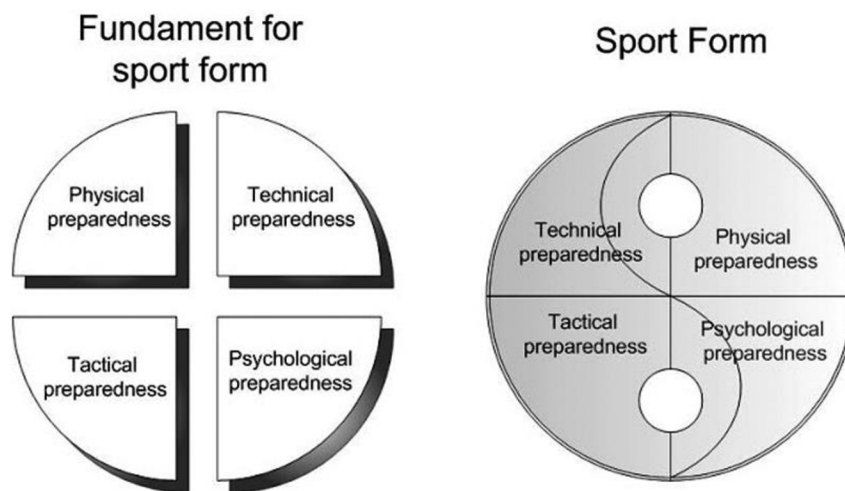 Fundament for
sport form
Physical
preparedness
Technical
preparedness
Tactical
preparedness
Psychological
preparedness
Sport Form
Technical
preparedness
Physical
preparedness
Tactical
preparedness
Psychological
preparedness